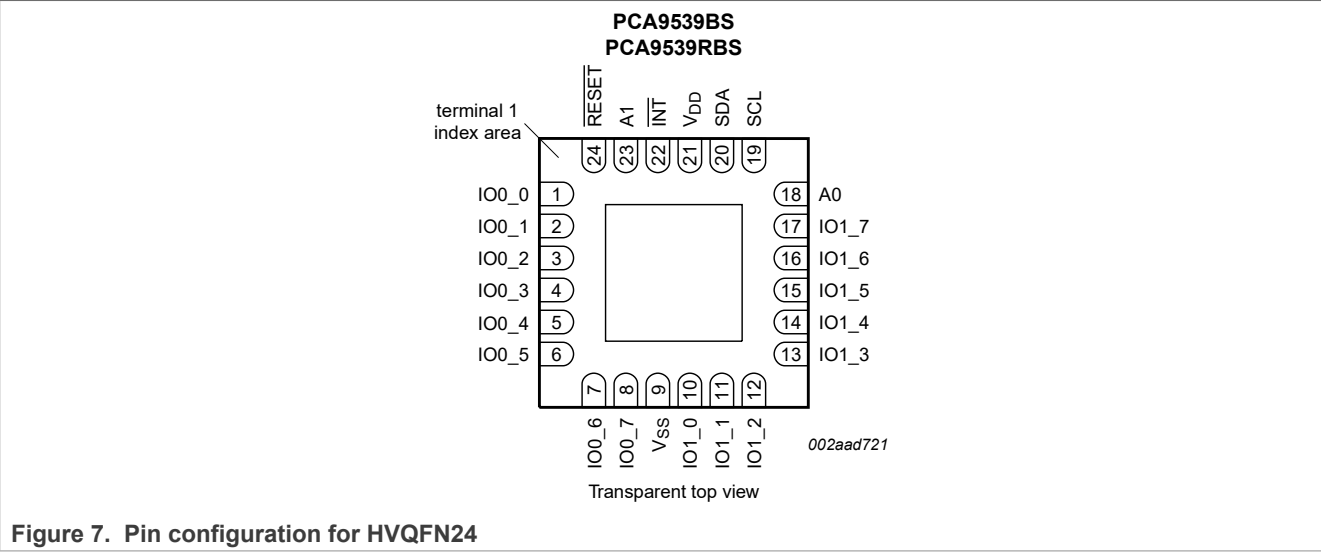 PCA9539BS
PCA9539RBS
terminal 1
index area
RESET
A1
INT
VDD
SDA
SCL
24
23
22
21
20
19
IO0_0 1
IO0_1 2
IO0_2 3
IO0_3 4
IO0_4 5
IO0_5 6
18 A0
17 IO1_7
16 IO1_6
15 IO1_5
14 IO1_4
13 IO1_3
7
8
9
10
11
12
IO0_6
IO0_7
VSS
IO1_0
IO1_1
IO1_2
002aad721
Transparent top view
Figure 7. Pin configuration for HVQFN24